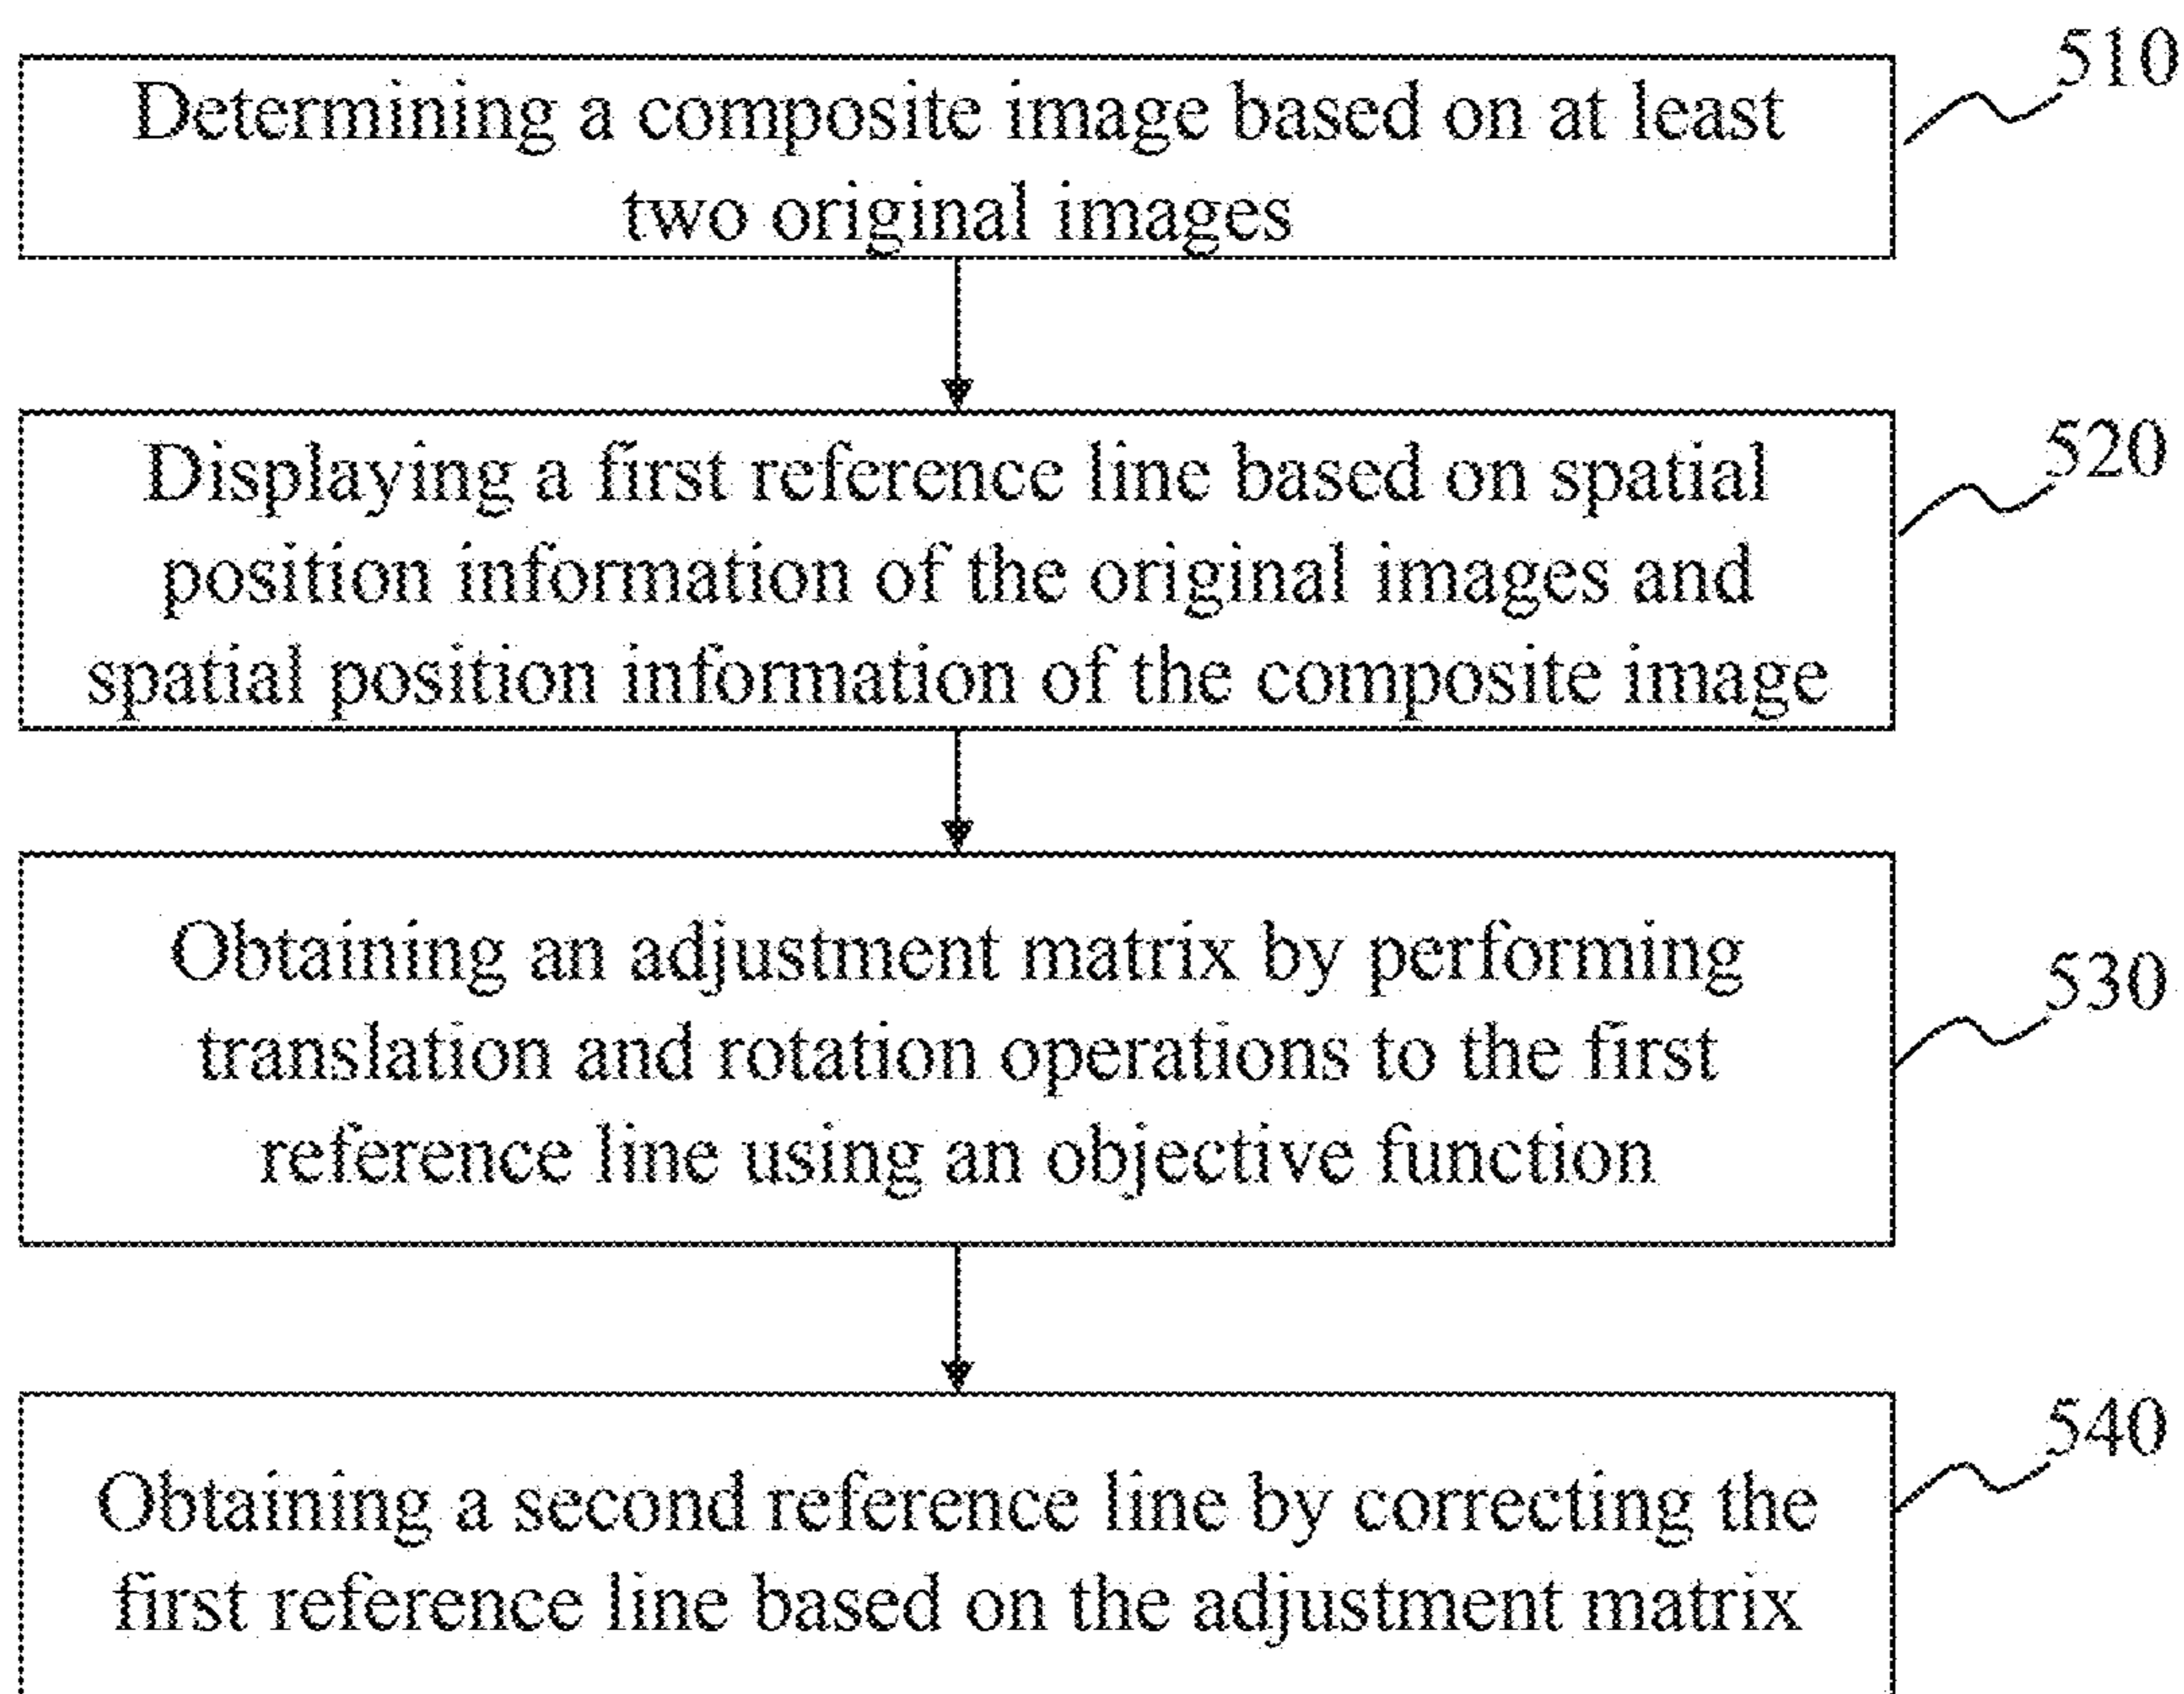 510
Determining a composite image based on at least
two original images
520
Displaying a first reference line based on spatial
position information of the original images and
spatial position information of the composite image
530
Obtaining an adjustment matrix by performing
translation and rotation operations to the first
reference line using an objective function
540
Obtaining a second reference line by correcting the
first reference line based on the adjustment matrix